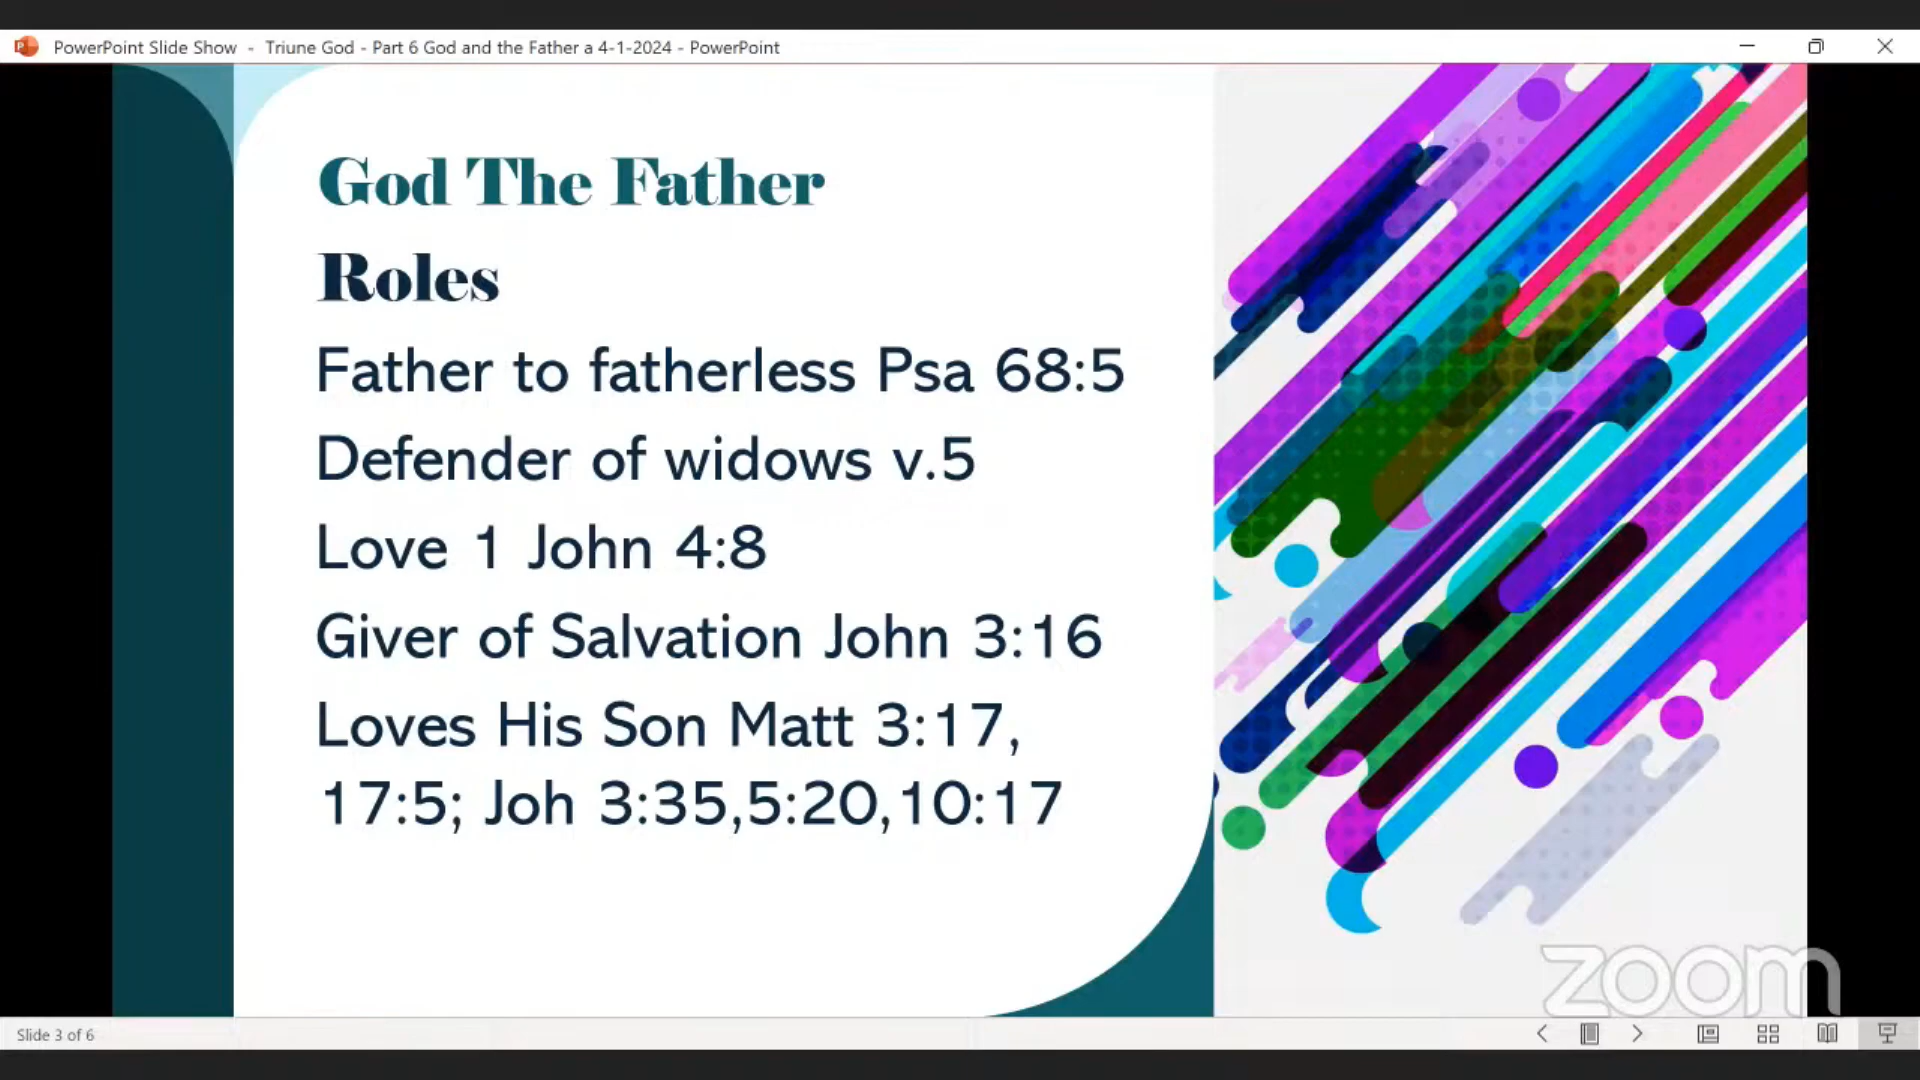 PowerPoint Slide Show - Triune God - Part 6 God and the Father a 4-1-2024 - PowerPoint
God The Father
Roles
Father to fatherless Psa 68:5
Defender of widows v.5
Love 1 John 4:8
Giver of Salvation John 3:16
Loves His Son Matt 3:17,
17:5; Joh 3:35,5:20,10:17
zoom
Slide 3 of 6